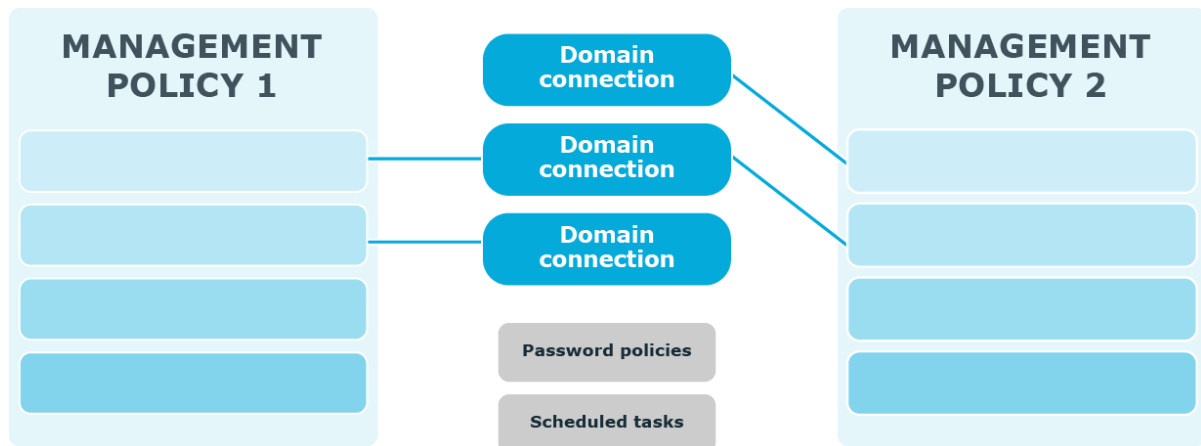 MANAGEMENT
POLICY 1
Domain
connection
Domain
connection
Domain
connection
Password policies
Scheduled tasks
MANAGEMENT
POLICY 2